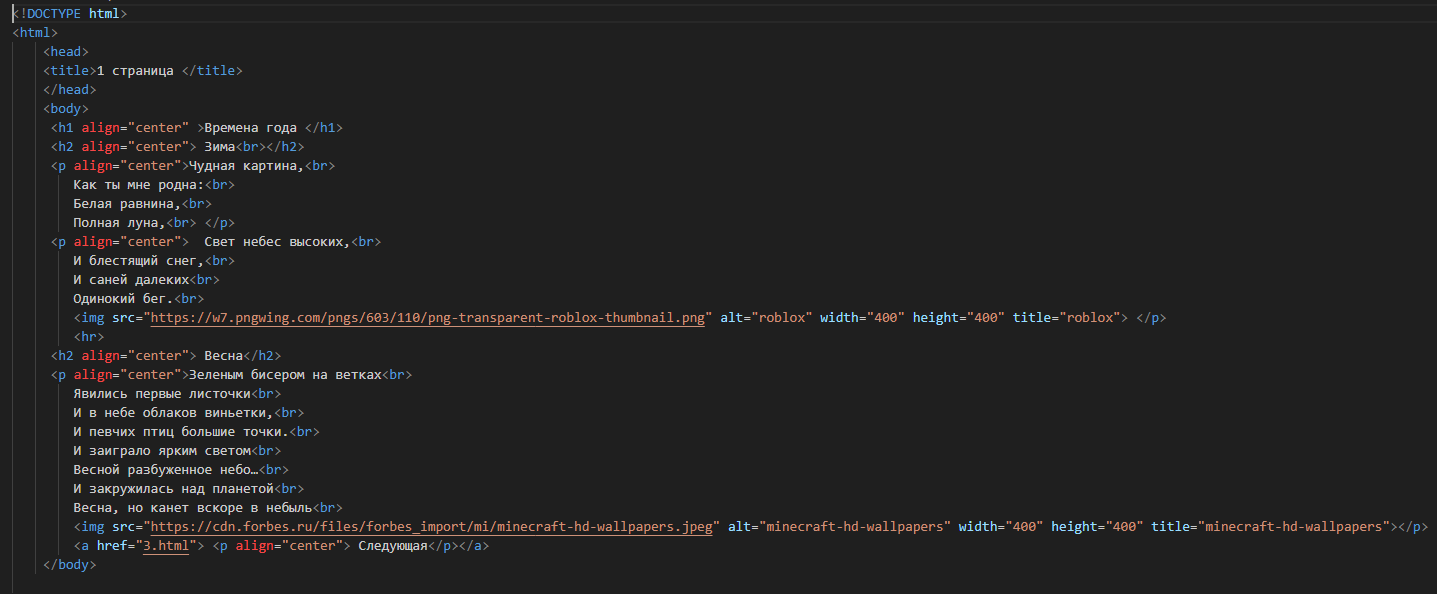 <!DOCTYPE html>
<html>
<head>
<title>1 страница </title>
</head>
<body>
<h1 align="center" >Времена года </h1>
<h2 align="center"> Зима<br></h2>
<p align="center">Чудная картина,<br>
Как ты мне родна:<br>
Белая равнина,<br>
Полная луна,<br> </p>
<p align="center">  Свет небес высоких,<br>
И блестящий снег,<br>
И саней далеких<br>
Одинокий бег.<br>
<img src="https://w7.pngwing.com/pngs/603/110/png-transparent-roblox-thumbnail.png" alt="roblox" width="400" height="400" title="roblox"> </p>
<hr>
<h2 align="center"> Весна</h2>
<p align="center">Зеленым бисером на ветках<br>
Явились первые листочки<br>
И в небе облаков виньетки,<br>
И певчих птиц большие точки.<br>
И заиграло ярким светом<br>
Весной разбуженное небо…<br>
И закружилась над планетой<br>
Весна, но канет вскоре в небыль<br>
<img src="https://cdn.forbes.ru/files/forbes_import/mi/minecraft-hd-wallpapers.jpeg" alt="minecraft-hd-wallpapers" width="400" height="400" title="minecraft-hd-wallpapers"></p>
<a href="3.html"> <p align="center"> Следующая</p></a>
</body>